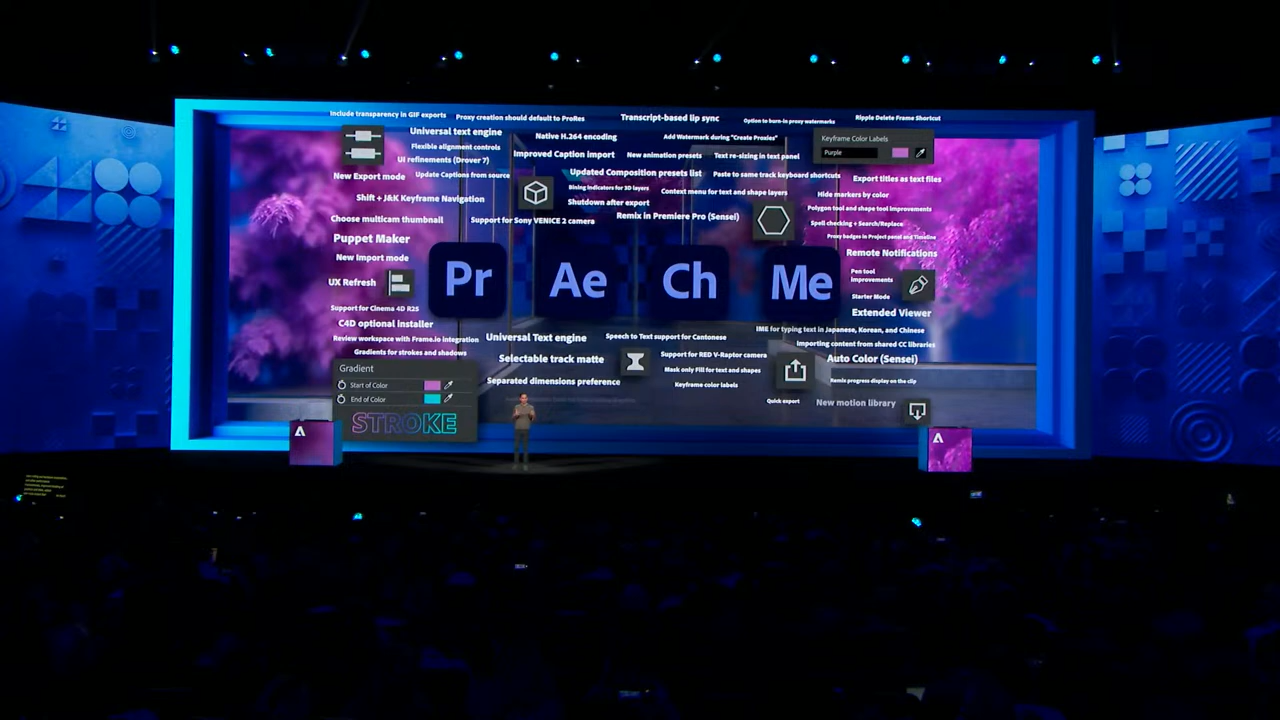 Include transparency in GIF exports
Proxy creation should default to ProRes
Transcript-based lip sync
Option to burn-in proxy watermarks
Ripple Delete Frame Shortcut
Universal text engine
Native H.264 encoding
Add Watermark during "Create Proxies"
Keyframe Color Labels
Flexible alignment controls
Purple
UI refinements (Drover 7)
Improved Caption Import
New animation presets
Text re-sizing in text panel
New Export mode
Update Captions from source
Updated Composition presets list
Paste to same track keyboard shortcuts
Export titles as text files
Context menu for text and shape layers
Hide markers by color
Shift + J&K Keyframe Navigation
Shutdown after export
Polygon tool and shape tool improvements
Choose multicam thumbnail
Support for Sony VENICE 2 camera
Remix in Premiere Pro (Sensei)
Spell checking + Search/Replace
Puppet Maker
Proxy badges in Project panel and Timeline
New Import mode
Remote Notifications
UX Refresh
Pr
Ae
Ch
Me
Pen tool
improvements
Starter Mode
Support for Cinema 4D R25
Extended Viewer
C4D optional installer
IME for typing text in Japanese, Korean, and Chinese
Review workspace with Frame.io integration
Universal Text engine
Speech to Text support for Cantonese
Importing content from shared CC libraries
Gradients for strokes and shadows
Selectable track matte
Support for RED V-Raptor camera
Auto Color (Sensei)
Gradient
Mask only Fill for text and shapes
Start of Color
Separated dimensions preference
Keyframe color labels
Remix progress display on the clip
End of Color
Quick export
New motion library
STROKE